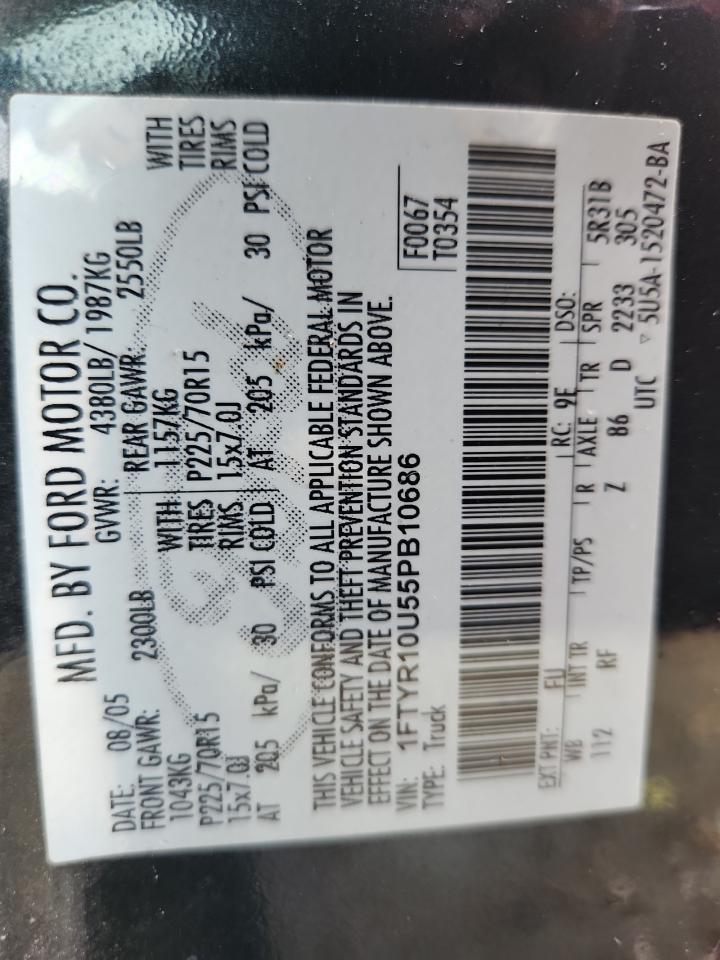 MFD. BY FORD MOTOR CO.
DATE: 08/05 GVWR: 4380LB/ 1987KG
FRONT GAWR: 2300LB REAR GAWR: 2550LB
1043KG WITH 1157KG WITH
P225/70R15 TIRES P225/70R15 TIRES
15x7.0J RIMS 15x7.0J RIMS
AT 205 kPa/ 30 PSI COLD AT 205 kPa/ 30 PSI COLD
THIS VEHICLE CONFORMS TO ALL APPLICABLE FEDERAL MOTOR
VEHICLE SAFETY AND THEFT PREVENTION STANDARDS IN
EFFECT ON THE DATE OF MANUFACTURE SHOWN ABOVE.
VIN: 1FTYR10U55PB10686 F0067
TYPE: Truck T0354
EXT PNT: FU RC: 9E DSO:
WB INT TR TP/PS R AXLE TR SPR 5R31B
112 RF Z 86 D 2233 305
UTC ▽ 5U5A-1520472-BA